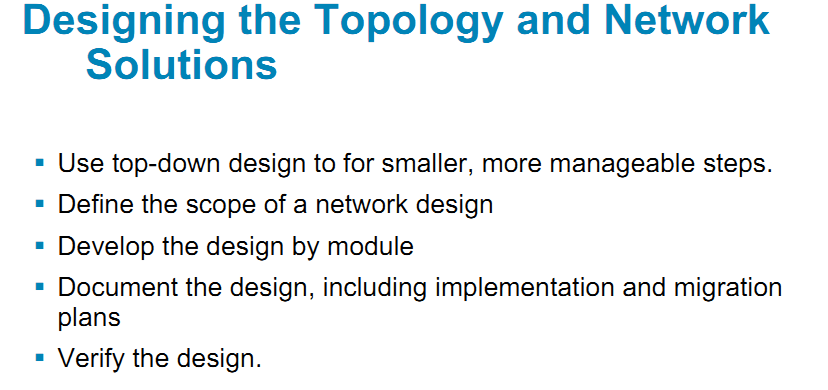 Designing the Topology and Network
Solutions
▪ Use top-down design to for smaller, more manageable steps.
▪ Define the scope of a network design
▪ Develop the design by module
▪ Document the design, including implementation and migration
plans
▪ Verify the design.